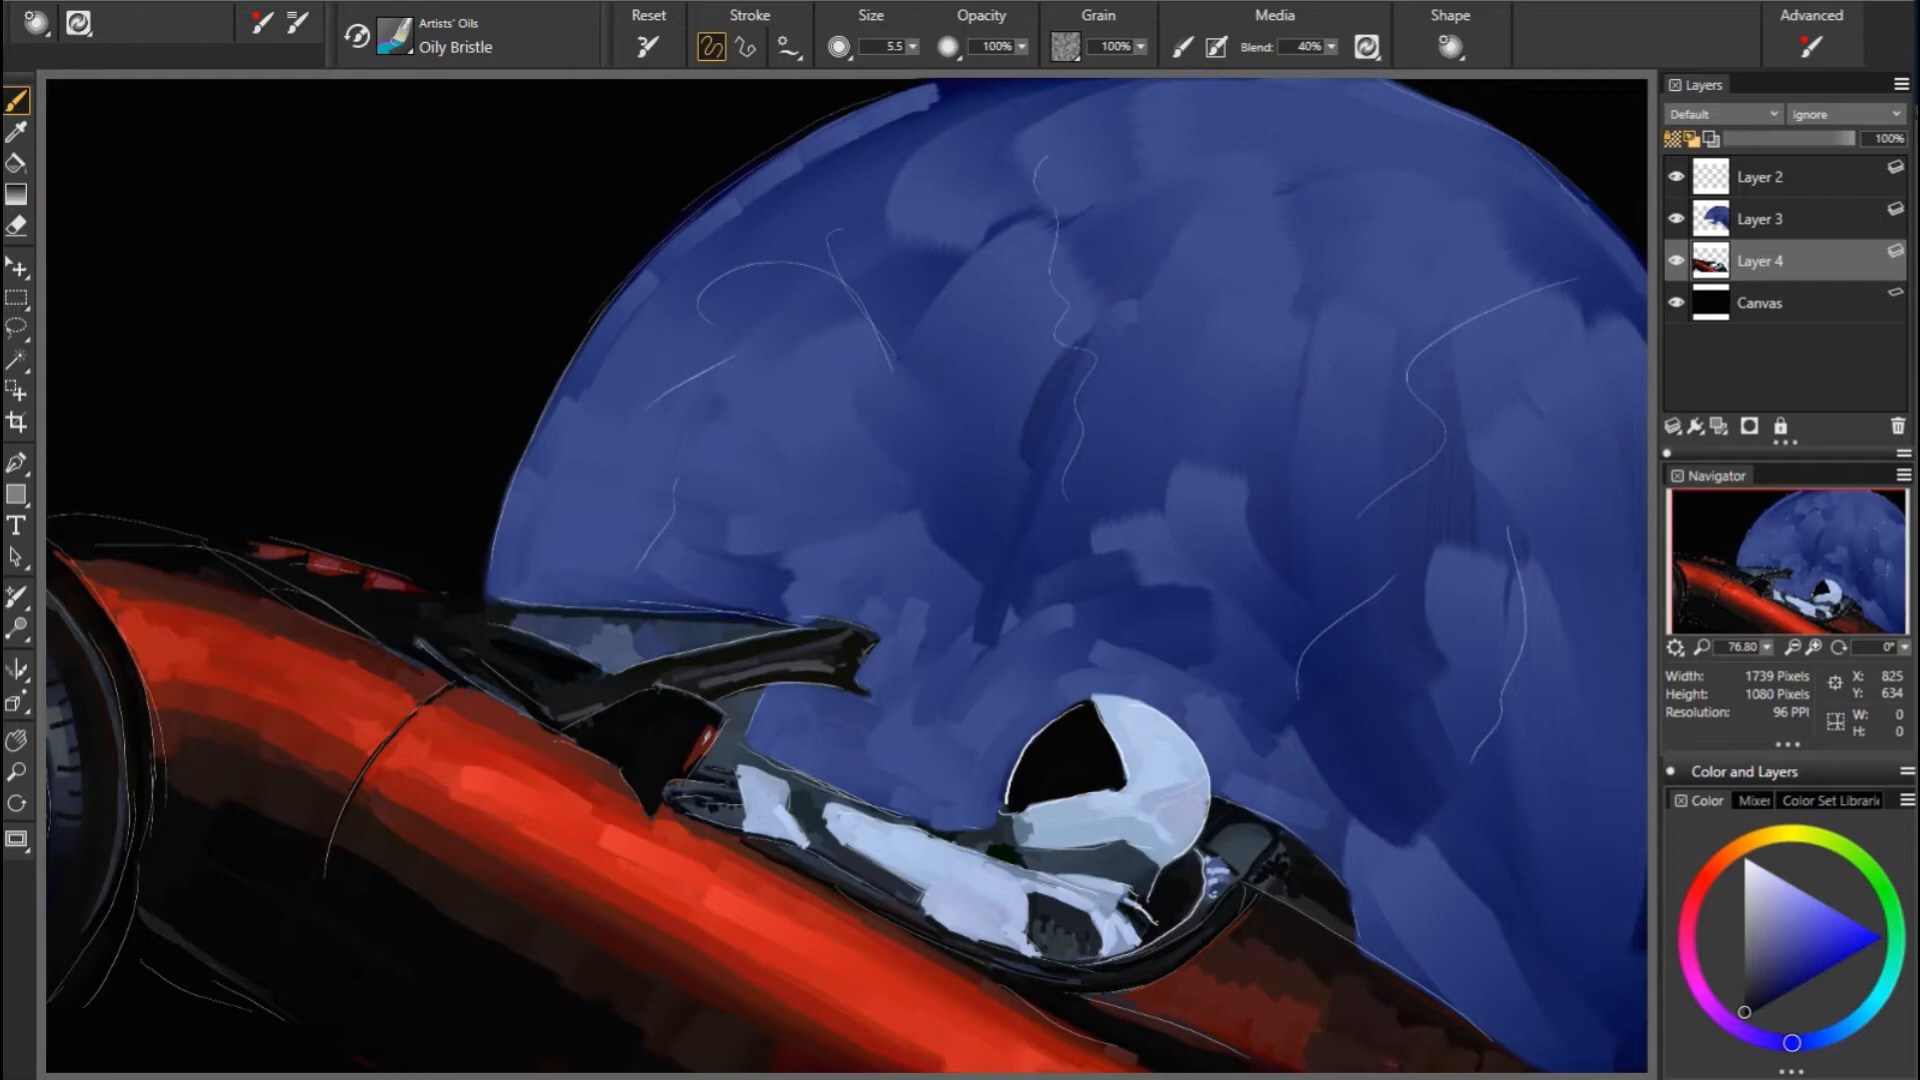 Reset
Stroke
Size
Opacity
Grain
Media
Shape
Advanced
Artists' Oils
Oily Bristle
5.5
100%
100%
Blend: 40%
Layers
Default
Ignore
100%
Layer 2
Layer 3
Layer 4
Canvas
Navigator
76.80
0°
Width: 1739 Pixels
Height: 1080 Pixels
Resolution: 96 PPI
X: 825
Y: 634
W: 0
H: 0
Color and Layers
Color
Mixer
Color Set Librarie
T